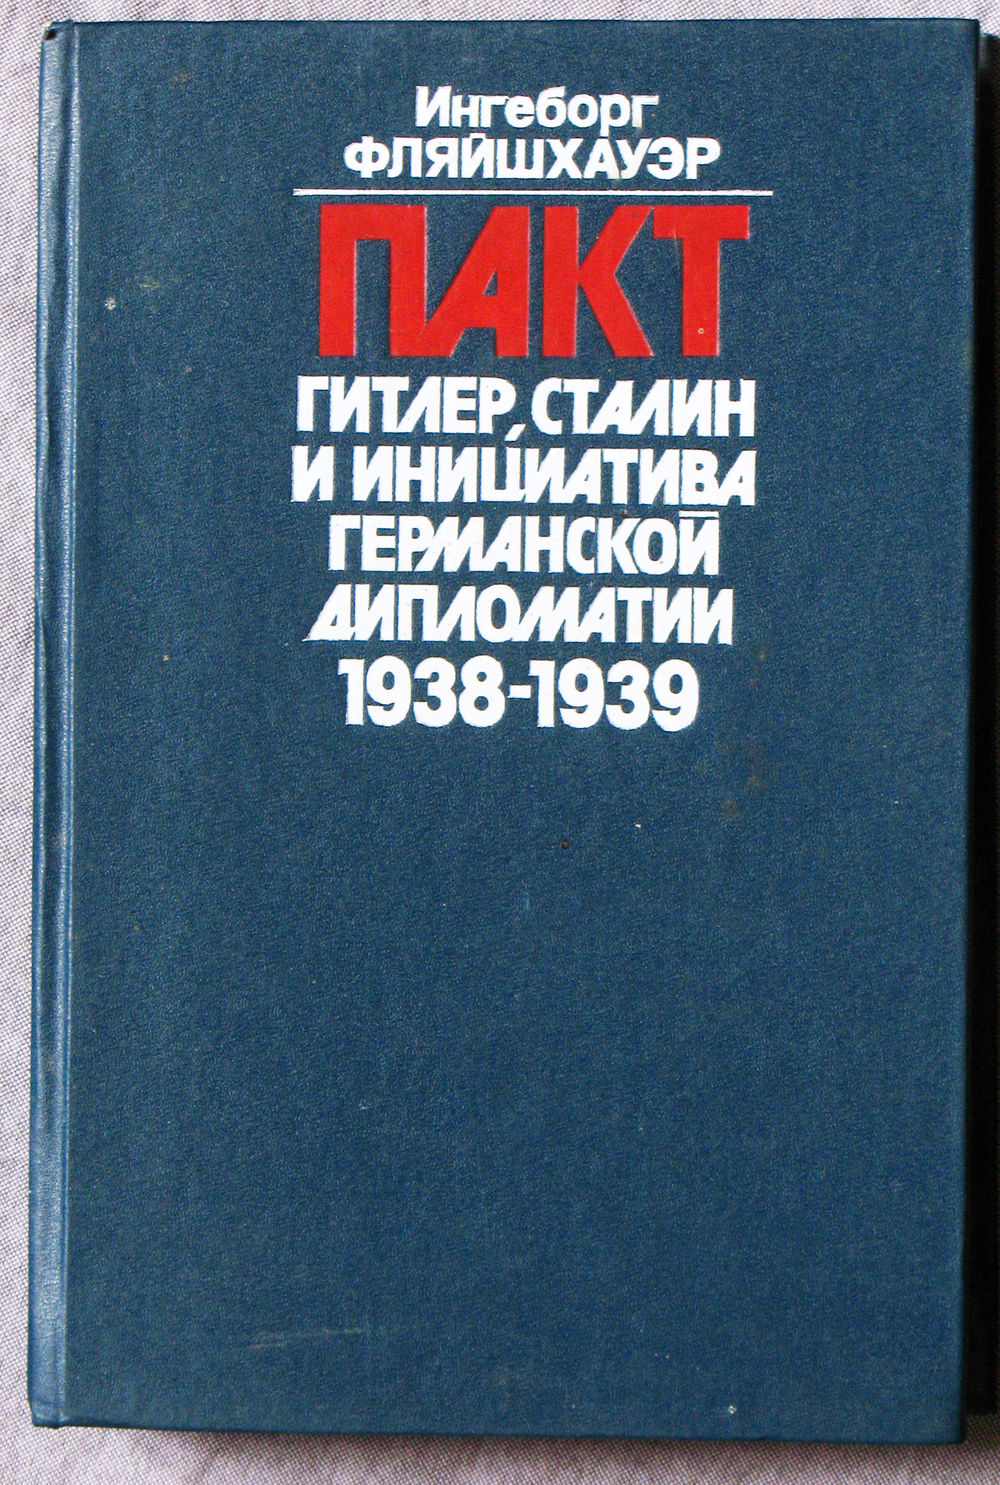 Ингеборг
ФЛЯЙШХАУЭР
ПАКТ
ГИТЛЕР, СТАЛИН
И ИНИЦИАТИВА
ГЕРМАНСКОЙ
ДИПЛОМАТИИ
1938-1939